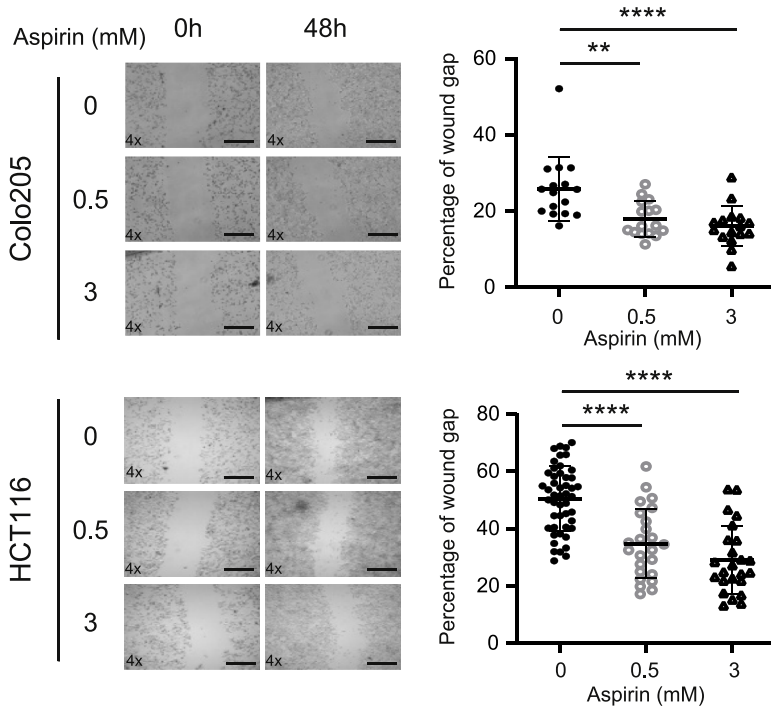 Aspirin (mM) 0h 48h
Colo205
0
4x 4x
0.5
4x 4x
3
4x 4x
HCT116
0
4x 4x
0.5
4x 4x
3
4x 4x
****
**
Percentage of wound gap
60
40
20
0
0 0.5 3
Aspirin (mM)
****
****
Percentage of wound gap
80
60
40
20
0
0 0.5 3
Aspirin (mM)